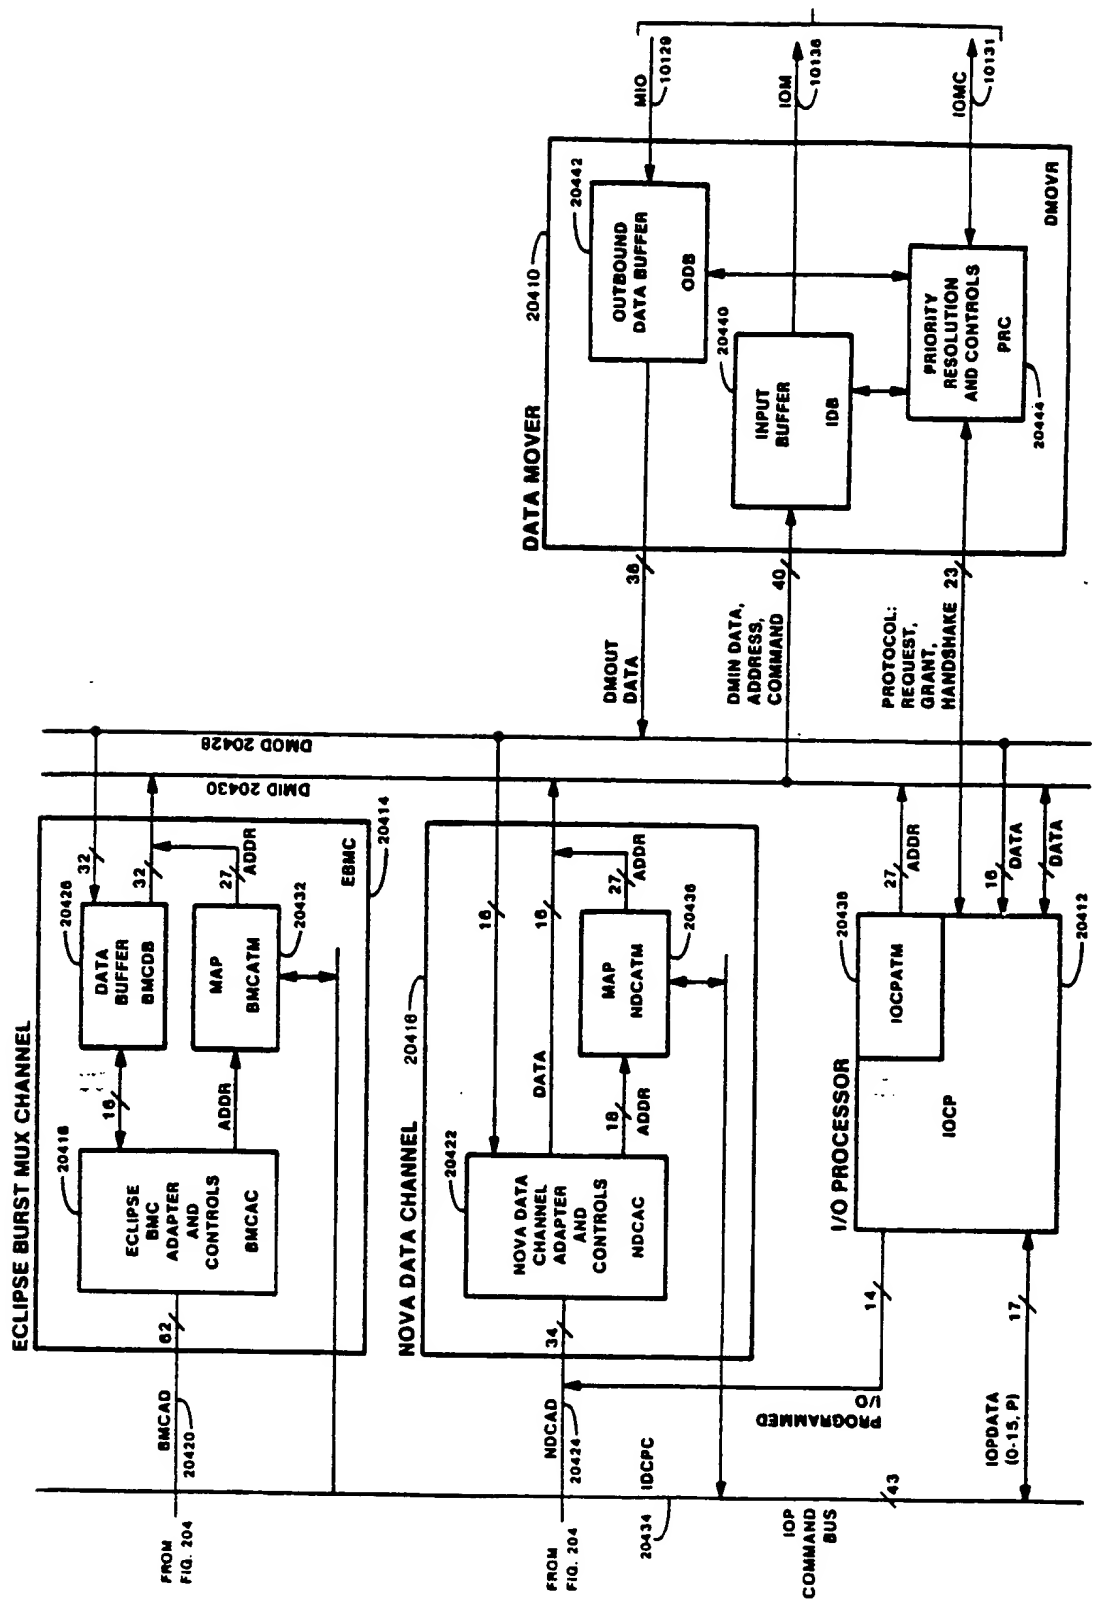 ECLIPSE BURST MUX CHANNEL
FROM
FIG. 204
BMCAD
20420
62
20418
ECLIPSE
BMC
ADAPTER
AND
CONTROLS
BMCAC
16
ADDR
20426
DATA
BUFFER
BMCDB
MAP
BMCATM
20432
32
32
27
ADDR
EBMC
20414
DMID 20430
DMOD 20428
NOVA DATA CHANNEL
20416
FROM
FIG. 204
NDCAD
20424
34
20422
NOVA DATA
CHANNEL
ADAPTER
AND
CONTROLS
NDCAC
DATA
18
ADDR
16
16
MAP
NDCATM
20436
27
ADDR
20434
IDCPC
IOP
COMMAND
BUS
43
PROGRAMMED
I/O
14
IOPDATA
(0-15, P)
17
I/O PROCESSOR
IOCP
IOCPATM
20438
20412
27
ADDR
16
DATA
DATA
DMOUT
DATA
36
DMIN DATA,
ADDRESS,
COMMAND
40
PROTOCOL:
REQUEST,
GRANT,
HANDSHAKE
23
DATA MOVER
20410
OUTBOUND
DATA BUFFER
ODB
20442
INPUT
BUFFER
IDB
20440
PRIORITY
RESOLUTION
AND CONTROLS
PRC
20444
DMOVR
MIO
10129
IOM
10136
IOMC
10131